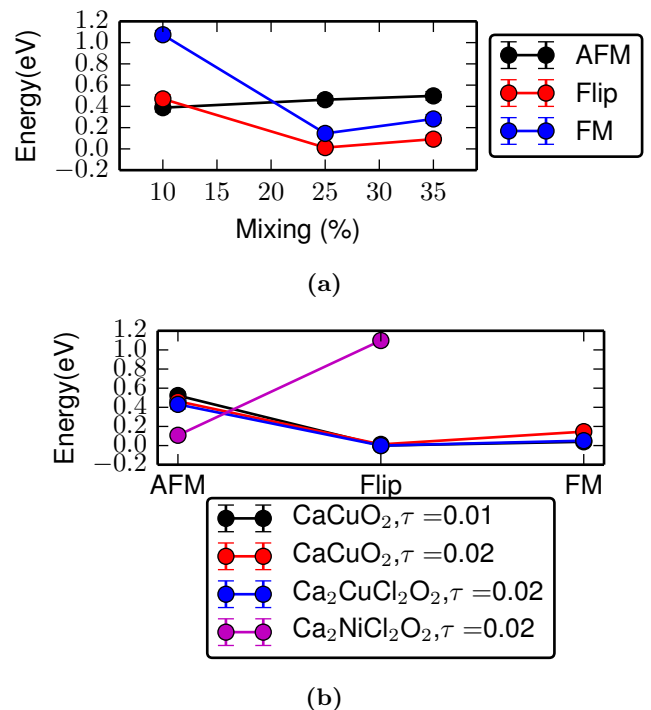 1.2
1.0
0.8
0.6
0.4
0.2
0.0
−0.2
Energy(eV)
10 15 20 25 30 35
Mixing (%)
AFM
Flip
FM
(a)
1.2
1.0
0.8
0.6
0.4
0.2
0.0
−0.2
Energy(eV)
AFM Flip FM
CaCuO₂,τ =0.01
CaCuO₂,τ =0.02
Ca₂CuCl₂O₂,τ =0.02
Ca₂NiCl₂O₂,τ =0.02
(b)